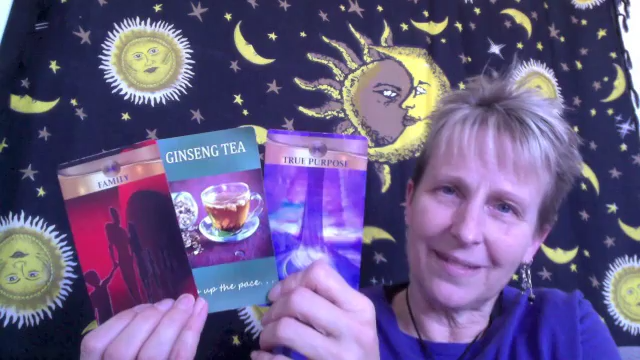 FAMILY
GINSENG TEA
up the pace. . .
TRUE PURPOSE